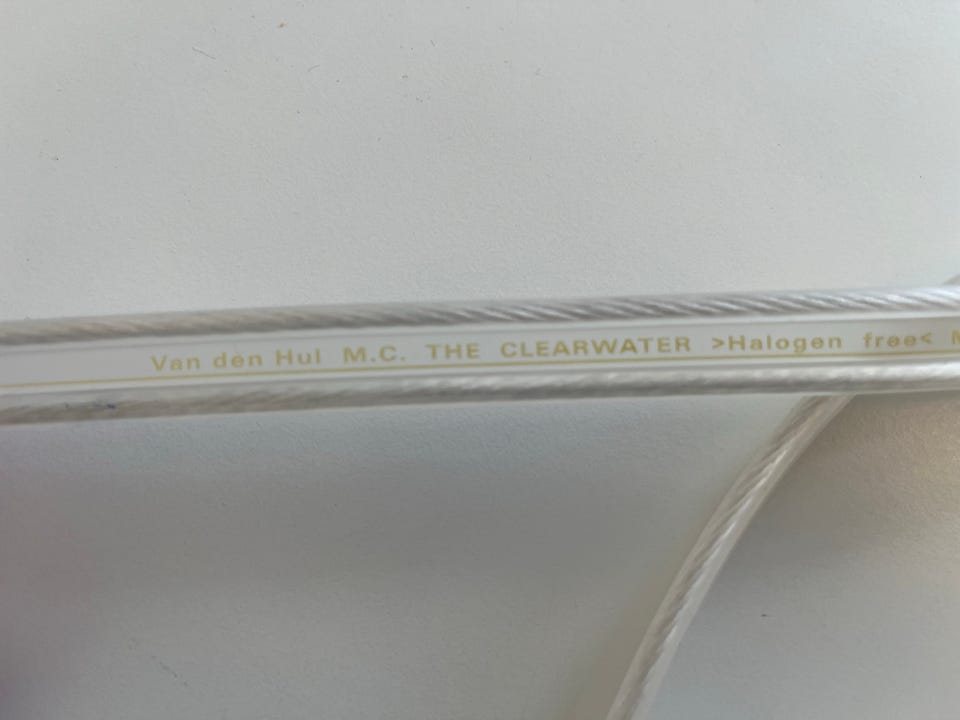 Van den Hul M.C. THE CLEARWATER >Halogen free<